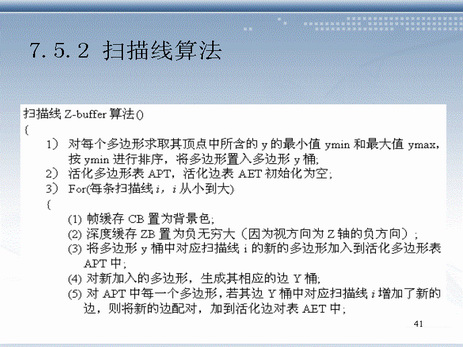 7.5.2 扫描线算法
扫描线 Z-buffer 算法()
{
1） 对每个多边形求取其顶点中所含的 y 的最小值 ymin 和最大值 ymax，
按 ymin 进行排序，将多边形置入多边形 y 桶;
2） 活化多边形表 APT，活化边表 AET 初始化为空;
3） For(每条扫描线 i，i 从小到大)
{
(1) 帧缓存 CB 置为背景色;
(2) 深度缓存 ZB 置为负无穷大（因为视方向为 Z 轴的负方向）;
(3) 将多边形 y 桶中对应扫描线 i 的新的多边形加入到活化多边形表
APT 中;
(4) 对新加入的多边形，生成其相应的边 Y 桶;
(5) 对 APT 中每一个多边形，若其边 Y 桶中对应扫描线 i 增加了新的
边，则将新的边配对，加到活化边对表 AET 中;
41